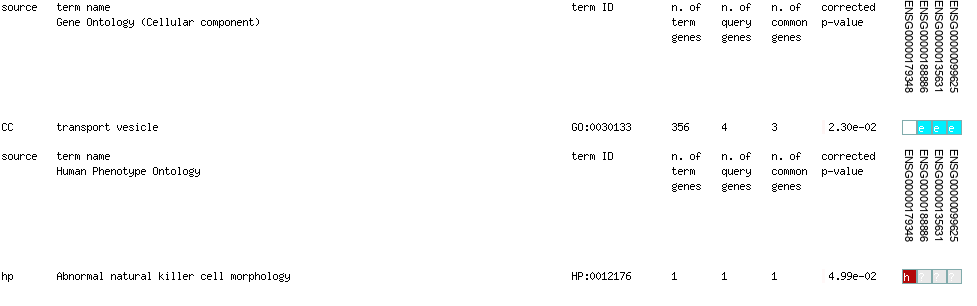 source term name term ID n. of n. of n. of corrected
Gene Ontology (Cellular component) term query common p-value
genes genes genes
ENSG00000179348
ENSG00000188886
ENSG00000135631
ENSG00000099625
CC transport vesicle GO:0030133 356 4 3 2.30e-02 e e e
source term name term ID n. of n. of n. of corrected
Human Phenotype Ontology term query common p-value
genes genes genes
ENSG00000179348
ENSG00000188886
ENSG00000135631
ENSG00000099625
hp Abnormal natural killer cell morphology HP:0012176 1 1 1 4.99e-02 h ? ? ?